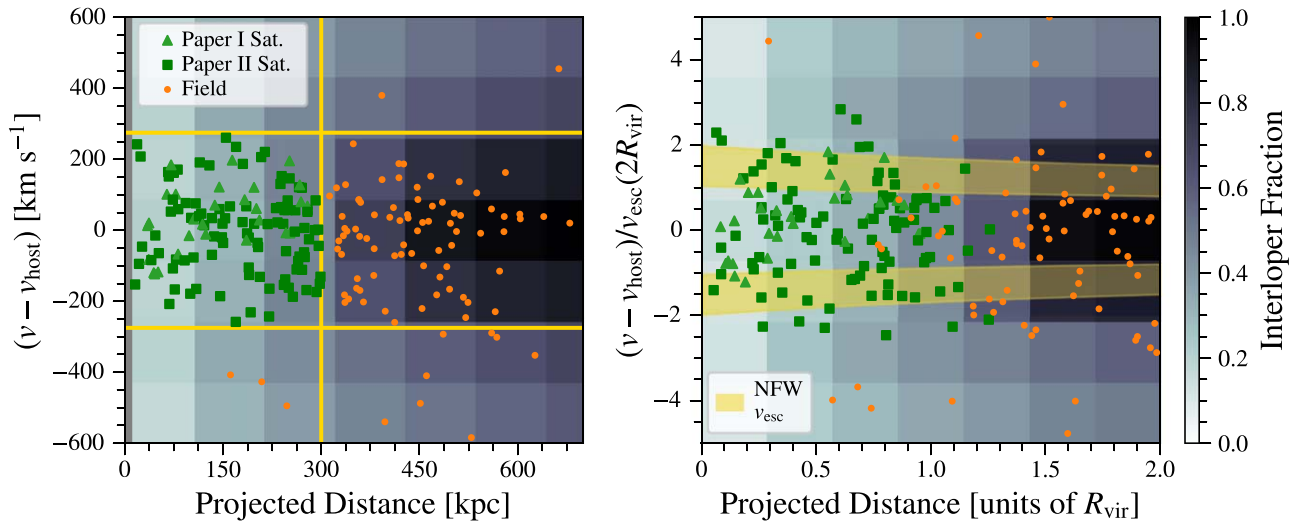 600
400
200
0
−200
−400
−600
(v − v_host) [km s⁻¹]
Paper I Sat.
Paper II Sat.
Field
0 150 300 450 600
Projected Distance [kpc]
4
2
0
−2
−4
(v − v_host)/v_esc(2R_vir)
NFW
v_esc
0 0.5 1.0 1.5 2.0
Projected Distance [units of R_vir]
1.0
0.8
0.6
0.4
0.2
0.0
Interloper Fraction